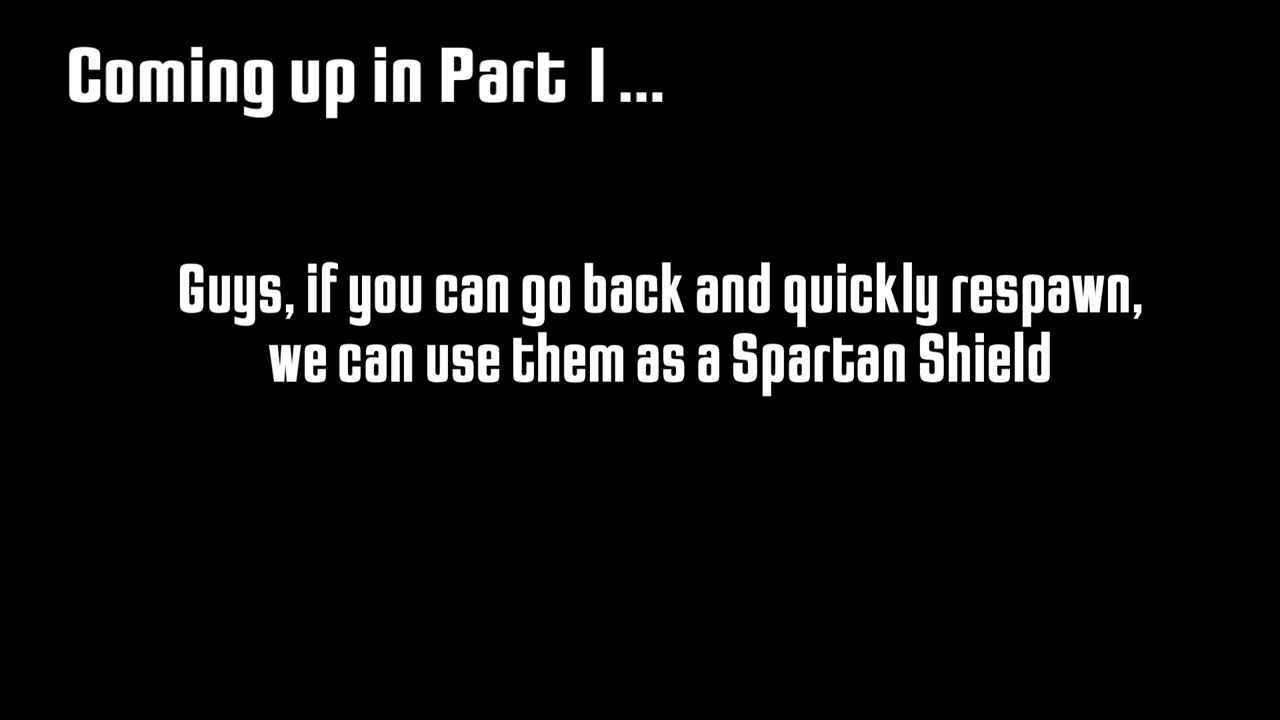 Coming up in Part 1...
Guys, if you can go back and quickly respawn,
we can use them as a Spartan Shield